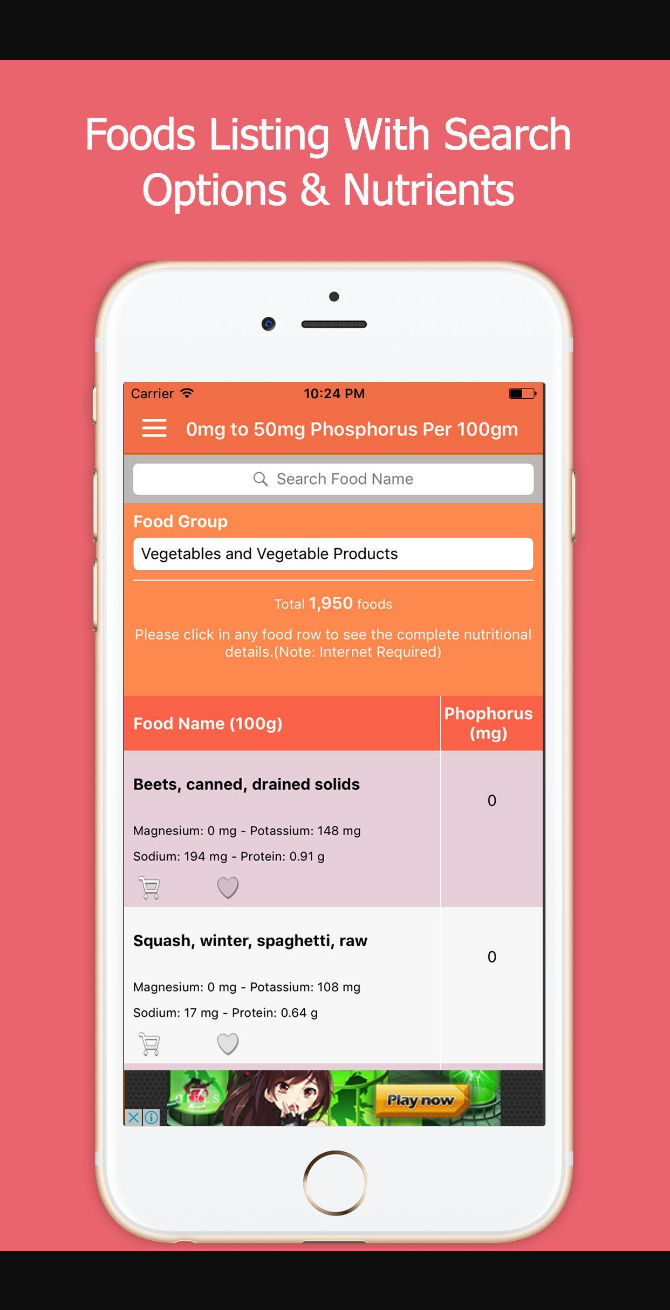 Foods Listing With Search
Options & Nutrients
Carrier
10:24 PM
0mg to 50mg Phosphorus Per 100gm
Search Food Name
Food Group
Vegetables and Vegetable Products
Total 1,950 foods
Please click in any food row to see the complete nutritional
details.(Note: Internet Required)
Food Name (100g)
Phophorus
(mg)
Beets, canned, drained solids
0
Magnesium: 0 mg - Potassium: 148 mg
Sodium: 194 mg - Protein: 0.91 g
Squash, winter, spaghetti, raw
0
Magnesium: 0 mg - Potassium: 108 mg
Sodium: 17 mg - Protein: 0.64 g
Play now